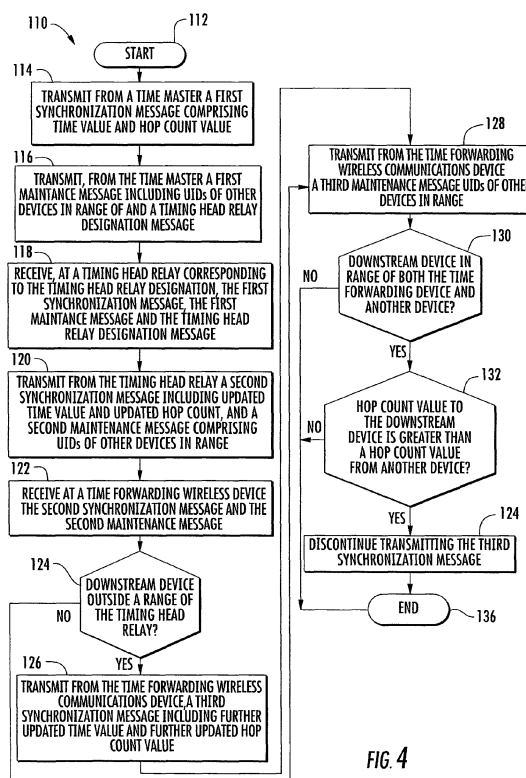 110
112
START
114
TRANSMIT FROM A TIME MASTER A FIRST
SYNCHRONIZATION MESSAGE COMPRISING
TIME VALUE AND HOP COUNT VALUE
116
TRANSMIT, FROM THE TIME MASTER A FIRST
MAINTANCE MESSAGE INCLUDING UIDs OF OTHER
DEVICES IN RANGE OF AND A TIMING HEAD RELAY
DESIGNATION MESSAGE
118
RECEIVE, AT A TIMING HEAD RELAY CORRESPONDING
TO THE TIMING HEAD RELAY DESIGNATION, THE FIRST
SYNCHRONIZATION MESSAGE, THE FIRST
MAINTANCE MESSAGE AND THE TIMING HEAD
RELAY DESIGNATION MESSAGE
120
TRANSMIT FROM THE TIMING HEAD RELAY A SECOND
SYNCHRONIZATION MESSAGE INCLUDING UPDATED
TIME VALUE AND UPDATED HOP COUNT, AND A
SECOND MAINTENANCE MESSAGE COMPRISING
UIDs OF OTHER DEVICES IN RANGE
122
RECEIVE AT A TIME FORWARDING WIRELESS DEVICE
THE SECOND SYNCHRONIZATION MESSAGE AND THE
SECOND MAINTENANCE MESSAGE
124
DOWNSTREAM DEVICE
OUTSIDE A RANGE OF
THE TIMING HEAD
RELAY?
NO
YES
126
TRANSMIT FROM THE TIME FORWARDING WIRELESS
COMMUNICATIONS DEVICE,A THIRD
SYNCHRONIZATION MESSAGE INCLUDING FURTHER
UPDATED TIME VALUE AND FURTHER UPDATED HOP
COUNT VALUE
128
TRANSMIT FROM THE TIME FORWARDING
WIRELESS COMMUNICATIONS DEVICE
A THIRD MAINTENANCE MESSAGE UIDs OF OTHER
DEVICES IN RANGE
130
DOWNSTREAM DEVICE IN
RANGE OF BOTH THE TIME
FORWARDING DEVICE AND
ANOTHER DEVICE?
NO
YES
132
HOP COUNT VALUE TO
THE DOWNSTREAM
DEVICE IS GREATER THAN
A HOP COUNT VALUE
FROM ANOTHER DEVICE?
NO
YES
124
DISCONTINUE TRANSMITTING THE THIRD
SYNCHRONIZATION MESSAGE
END
136
FIG. 4